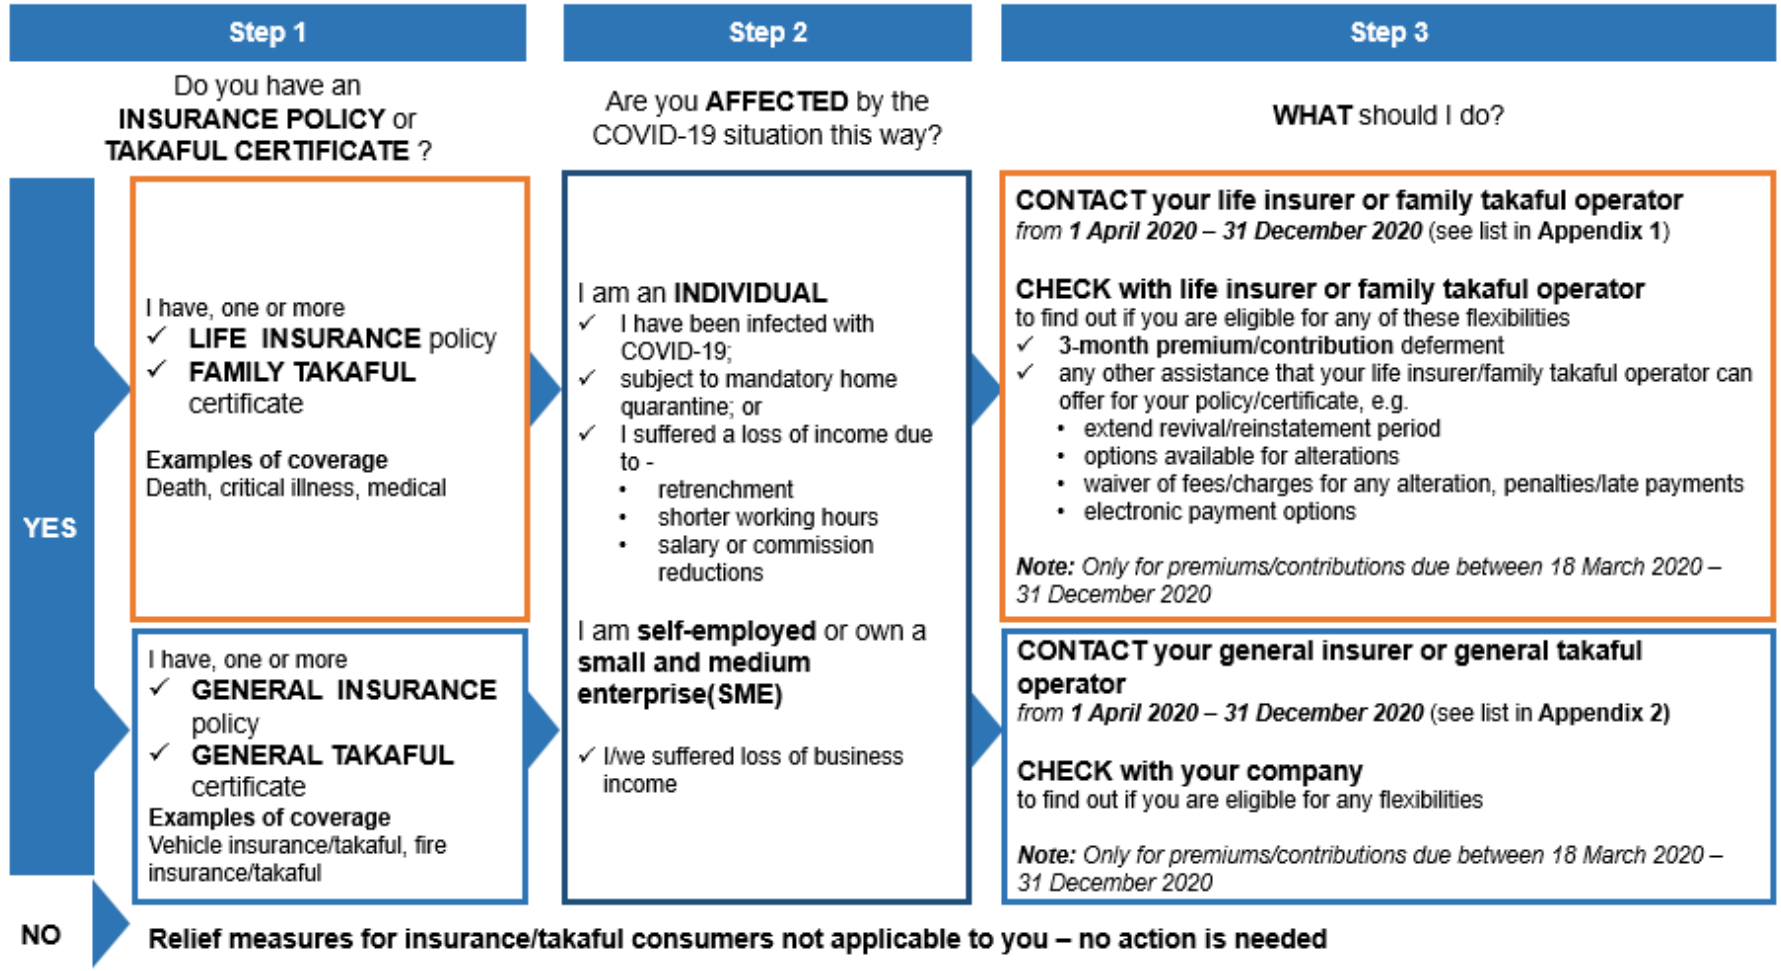 Step 1
Do you have an
INSURANCE POLICY or
TAKAFUL CERTIFICATE ?
Step 2
Are you AFFECTED by the
COVID-19 situation this way?
Step 3
WHAT should I do?
YES
I have, one or more
✓ LIFE INSURANCE policy
✓ FAMILY TAKAFUL
certificate
Examples of coverage
Death, critical illness, medical
I have, one or more
✓ GENERAL INSURANCE
policy
✓ GENERAL TAKAFUL
certificate
Examples of coverage
Vehicle insurance/takaful, fire
insurance/takaful
I am an INDIVIDUAL
✓ I have been infected with
COVID-19;
✓ subject to mandatory home
quarantine; or
✓ I suffered a loss of income due
to -
• retrenchment
• shorter working hours
• salary or commission
reductions
I am self-employed or own a
small and medium
enterprise(SME)
✓ I/we suffered loss of business
income
CONTACT your life insurer or family takaful operator
from 1 April 2020 – 31 December 2020 (see list in Appendix 1)
CHECK with life insurer or family takaful operator
to find out if you are eligible for any of these flexibilities
✓ 3-month premium/contribution deferment
✓ any other assistance that your life insurer/family takaful operator can
offer for your policy/certificate, e.g.
• extend revival/reinstatement period
• options available for alterations
• waiver of fees/charges for any alteration, penalties/late payments
• electronic payment options
Note: Only for premiums/contributions due between 18 March 2020 –
31 December 2020
CONTACT your general insurer or general takaful
operator
from 1 April 2020 – 31 December 2020 (see list in Appendix 2)
CHECK with your company
to find out if you are eligible for any flexibilities
Note: Only for premiums/contributions due between 18 March 2020 –
31 December 2020
NO
Relief measures for insurance/takaful consumers not applicable to you – no action is needed